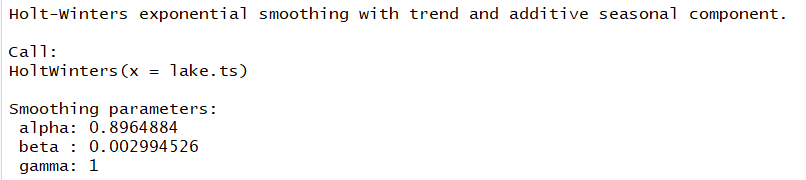 Holt-Winters exponential smoothing with trend and additive seasonal component.
Call:
HoltWinters(x = lake.ts)
Smoothing parameters:
alpha: 0.8964884
beta : 0.002994526
gamma: 1